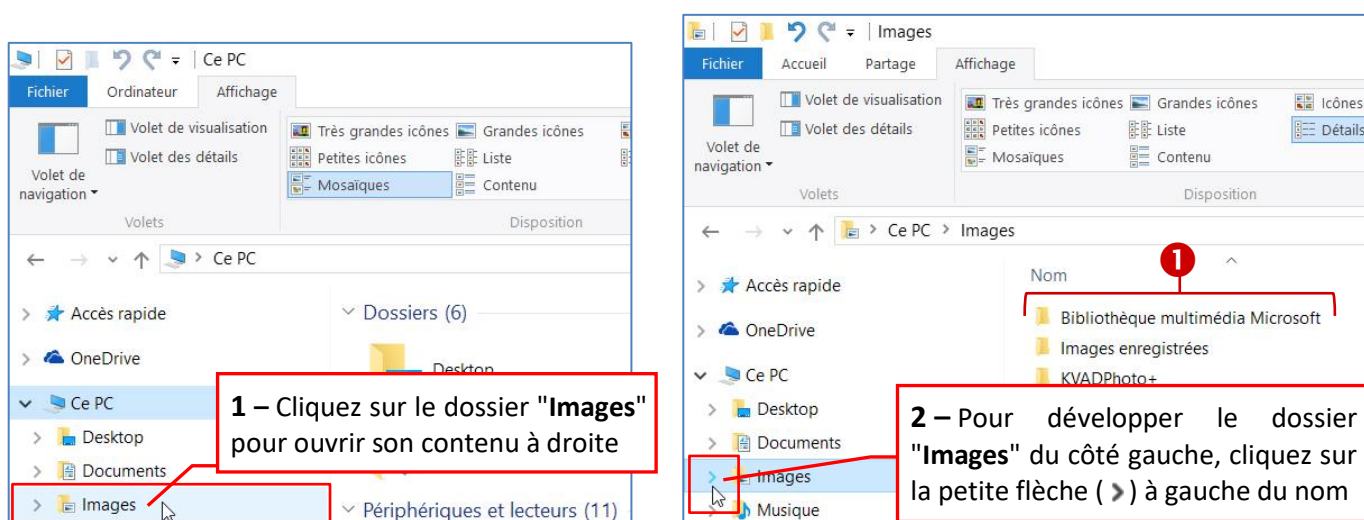 Ce PC
Fichier Ordinateur Affichage
Volet de navigation
Volet de visualisation
Volet des détails
Volets
Très grandes icônes Grandes icônes
Petites icônes Liste
Mosaïques Contenu
Disposition
Ce PC
Accès rapide
OneDrive
Ce PC
Desktop
Documents
Images
Dossiers (6)
Desktop
Périphériques et lecteurs (11)
1 – Cliquez sur le dossier "Images"
pour ouvrir son contenu à droite
Images
Fichier Accueil Partage Affichage
Volet de
navigation
Volet de visualisation
Volet des détails
Volets
Très grandes icônes Grandes icônes Icônes
Petites icônes Liste Détails
Mosaïques Contenu
Disposition
Ce PC > Images
Accès rapide
OneDrive
Ce PC
Desktop
Documents
Images
Musique
Nom
1
Bibliothèque multimédia Microsoft
Images enregistrées
KVADPhoto+
2 – Pour développer le dossier
"Images" du côté gauche, cliquez sur
la petite flèche ( > ) à gauche du nom